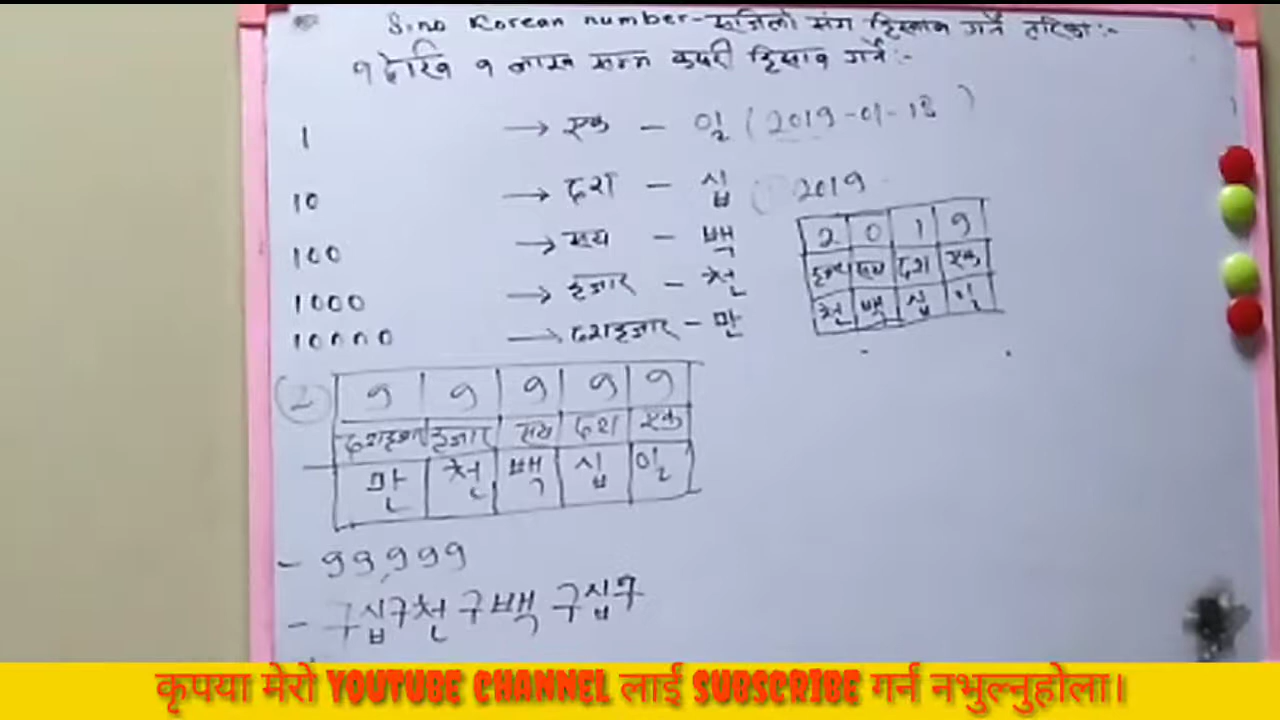 Sino Korean number - सजिलो संग हिसाब गर्ने तरिका:-
१ देखि १ लाख सम्म कसरी हिसाब गर्ने:-
1 → एक - 일 (2019-01-18)
10 → दश - 십 2019
100 → सय - 백
1000 → हजार - 천
10000 → दशहजार - 만
2 0 1 9
हजार सय दश एक
천 백 십 일
2 9 9 9 9 9
दशहजार हजार सय दश एक
만 천 백 십 일
- 99,999
- 구십구천 구백 구십구
कृपया मेरो YOUTUBE CHANNEL लाई SUBSCRIBE गर्न नभुल्नुहोला।